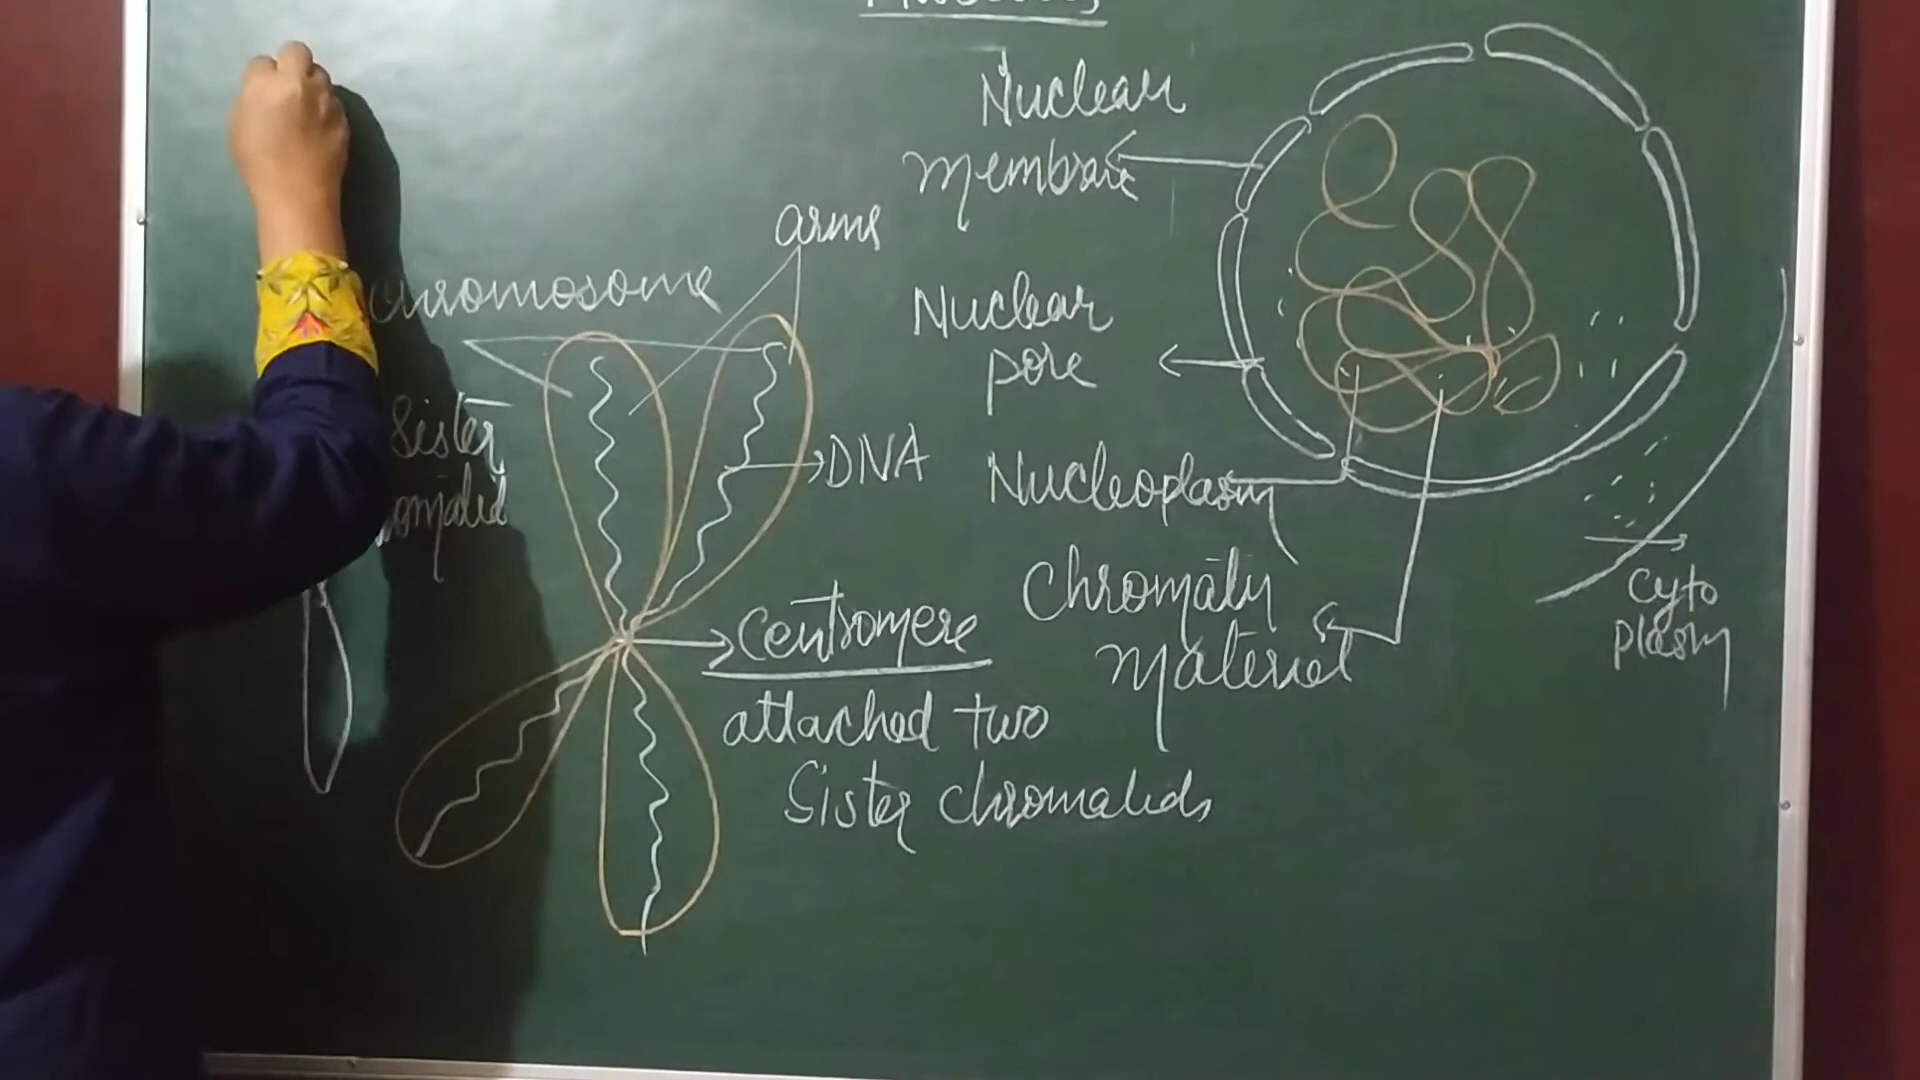 Nuclear
membrane
arms
Chromosome
Nuclear
pore
Sister
DNA
Nucleoplasm
Chromatin
material
Cyto
plasm
Centromere
attached two
Sister chromatids